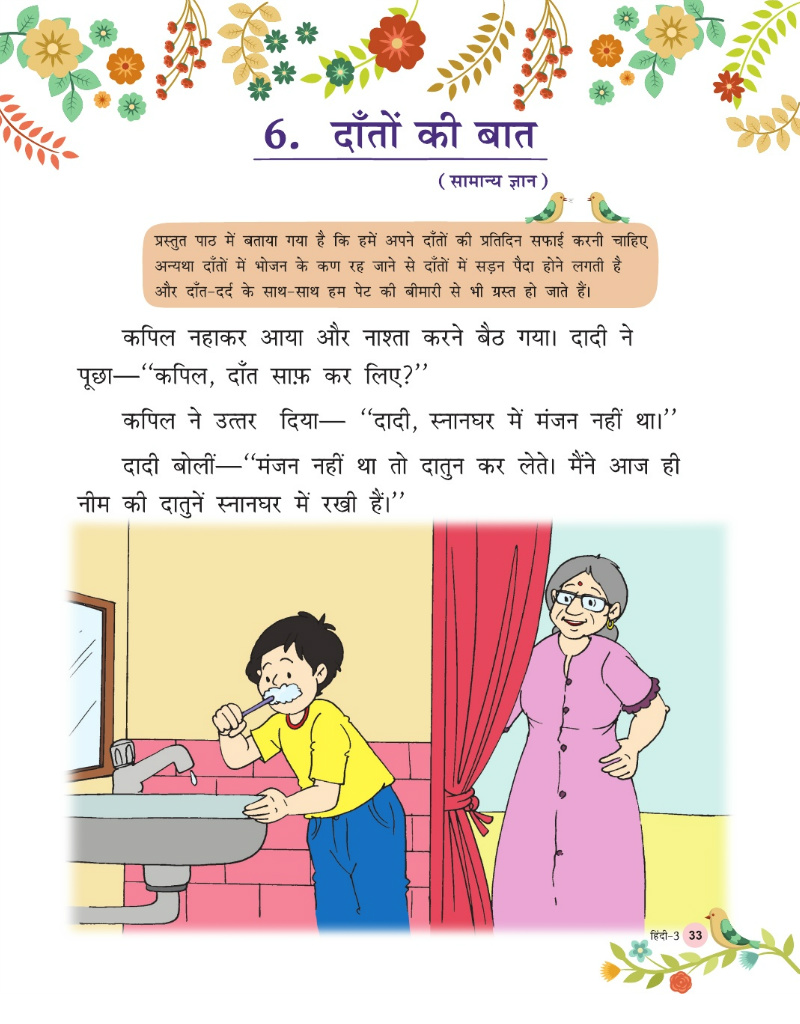 6. दाँतों की बात
( सामान्य ज्ञान )
प्रस्तुत पाठ में बताया गया है कि हमें अपने दाँतों की प्रतिदिन सफाई करनी चाहिए
अन्यथा दाँतों में भोजन के कण रह जाने से दाँतों में सड़न पैदा होने लगती है
और दाँत-दर्द के साथ-साथ हम पेट की बीमारी से भी ग्रस्त हो जाते हैं।
कपिल नहाकर आया और नाश्ता करने बैठ गया। दादी ने
पूछा—‘‘कपिल, दाँत साफ़ कर लिए?’’
कपिल ने उत्तर दिया— ‘‘दादी, स्नानघर में मंजन नहीं था।’’
दादी बोलीं—‘‘मंजन नहीं था तो दातुन कर लेते। मैंने आज ही
नीम की दातुनें स्नानघर में रखी हैं।’’
हिंदी-3 33